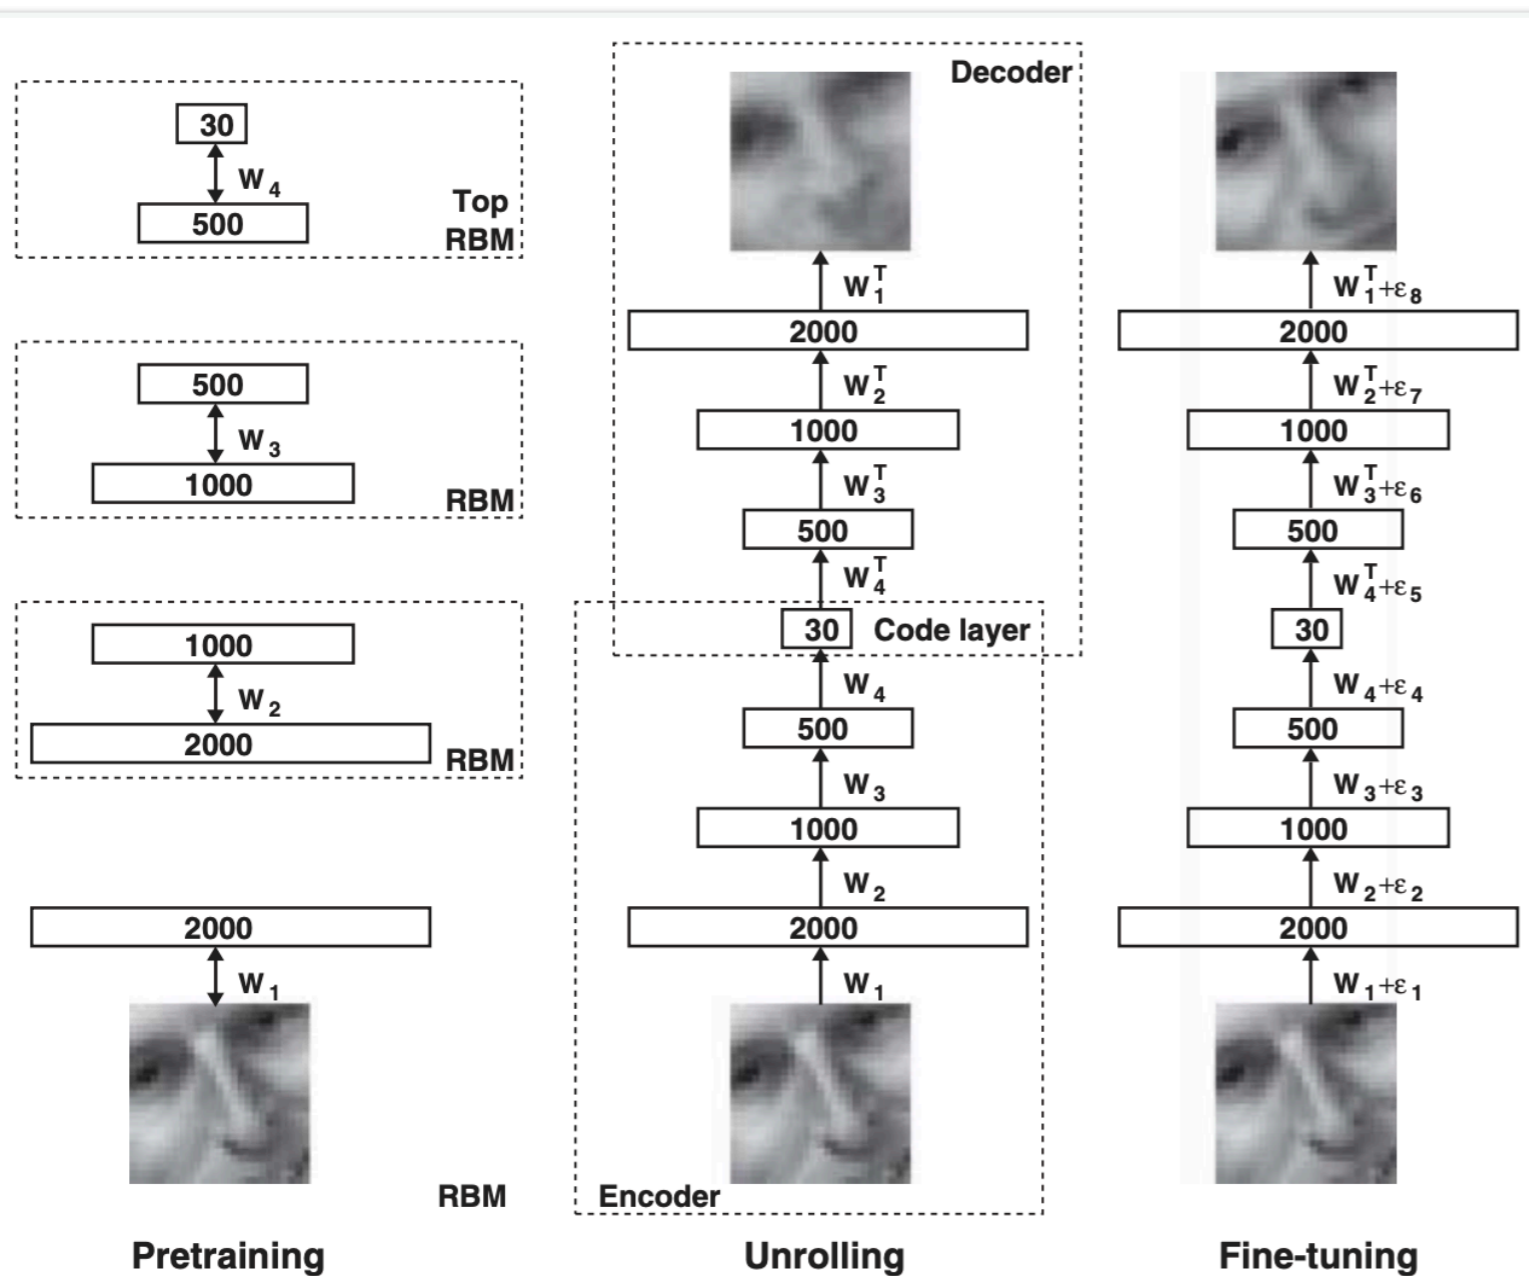 30
W4
500
Top
RBM
500
W3
1000
RBM
1000
W2
2000
RBM
2000
W1
RBM
Pretraining
Decoder
W1T
2000
W2T
1000
W3T
500
W4T
30 Code layer
W4
500
W3
1000
W2
2000
W1
Encoder
Unrolling
W1T+ε8
2000
W2T+ε7
1000
W3T+ε6
500
W4T+ε5
30
W4+ε4
500
W3+ε3
1000
W2+ε2
2000
W1+ε1
Fine-tuning